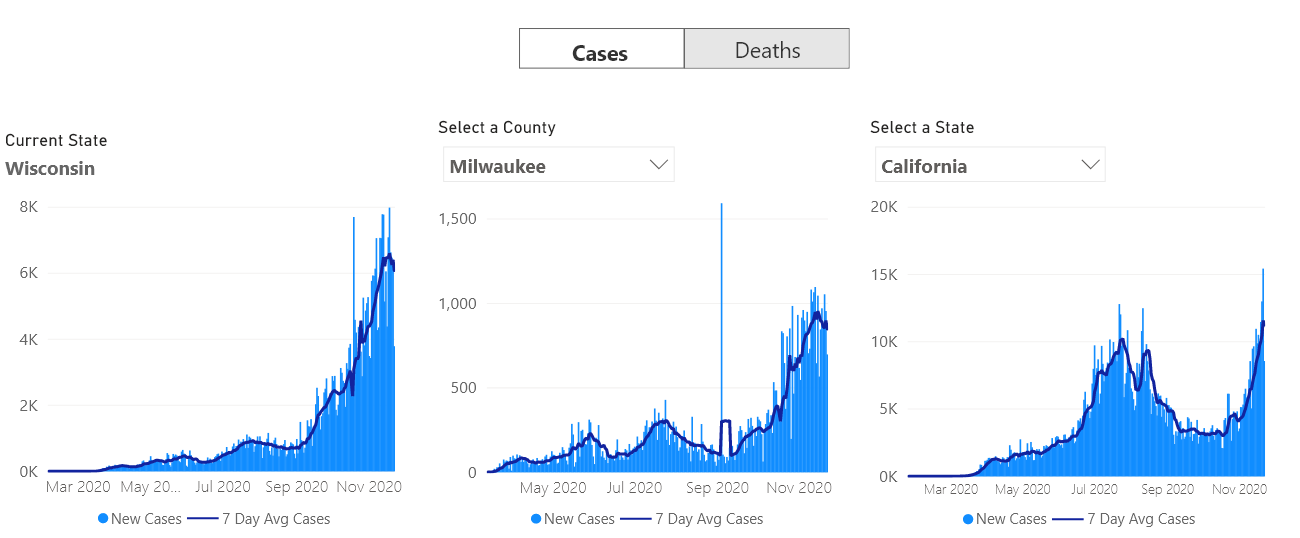 Cases
Deaths
Current State
Wisconsin
8K
6K
4K
2K
0K
Mar 2020 May 20... Jul 2020 Sep 2020 Nov 2020
New Cases 7 Day Avg Cases
Select a County
Milwaukee
1,500
1,000
500
0
May 2020 Jul 2020 Sep 2020 Nov 2020
New Cases 7 Day Avg Cases
Select a State
California
20K
15K
10K
5K
0K
Mar 2020 May 2020 Jul 2020 Sep 2020 Nov 2020
New Cases 7 Day Avg Cases